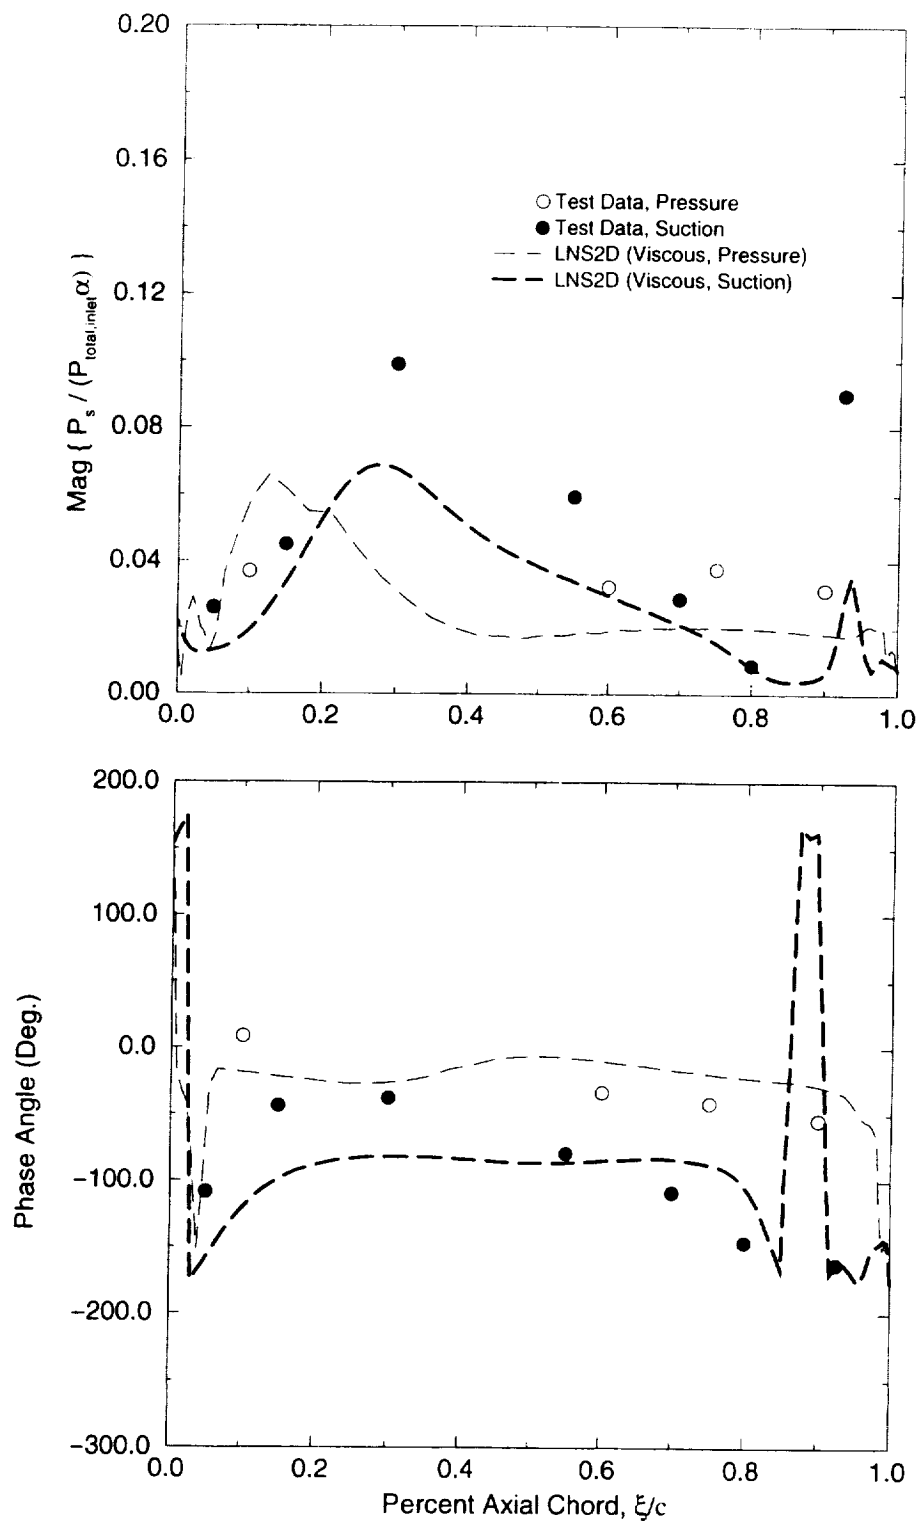 0.20
0.16
0.12
0.08
0.04
0.00
Mag { P_s / (P_total,inlet α) }
Test Data, Pressure
Test Data, Suction
LNS2D (Viscous, Pressure)
LNS2D (Viscous, Suction)
0.0 0.2 0.4 0.6 0.8 1.0
200.0
100.0
0.0
−100.0
−200.0
−300.0
Phase Angle (Deg.)
0.0 0.2 0.4 0.6 0.8 1.0
Percent Axial Chord, ξ/c